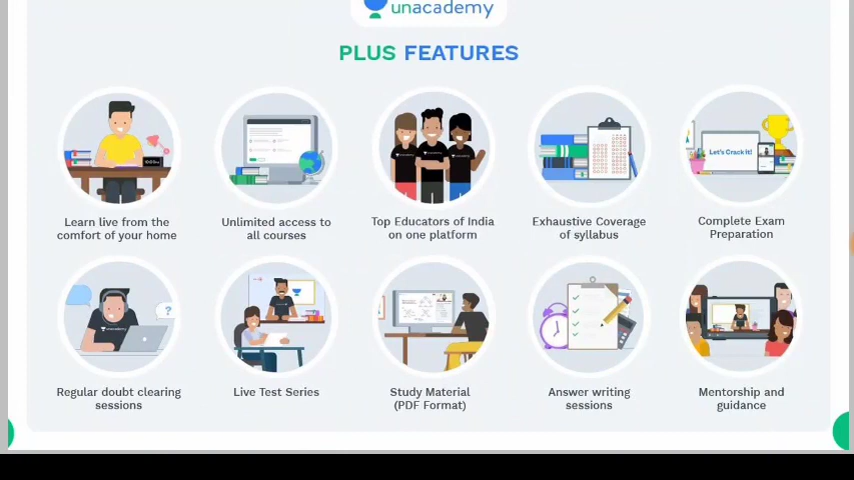 unacademy
PLUS FEATURES
Learn live from the
comfort of your home
Unlimited access to
all courses
Top Educators of India
on one platform
Exhaustive Coverage
of syllabus
Let's Crack It!
Complete Exam
Preparation
?
Regular doubt clearing
sessions
Live Test Series
Study Material
(PDF Format)
Answer writing
sessions
Mentorship and
guidance